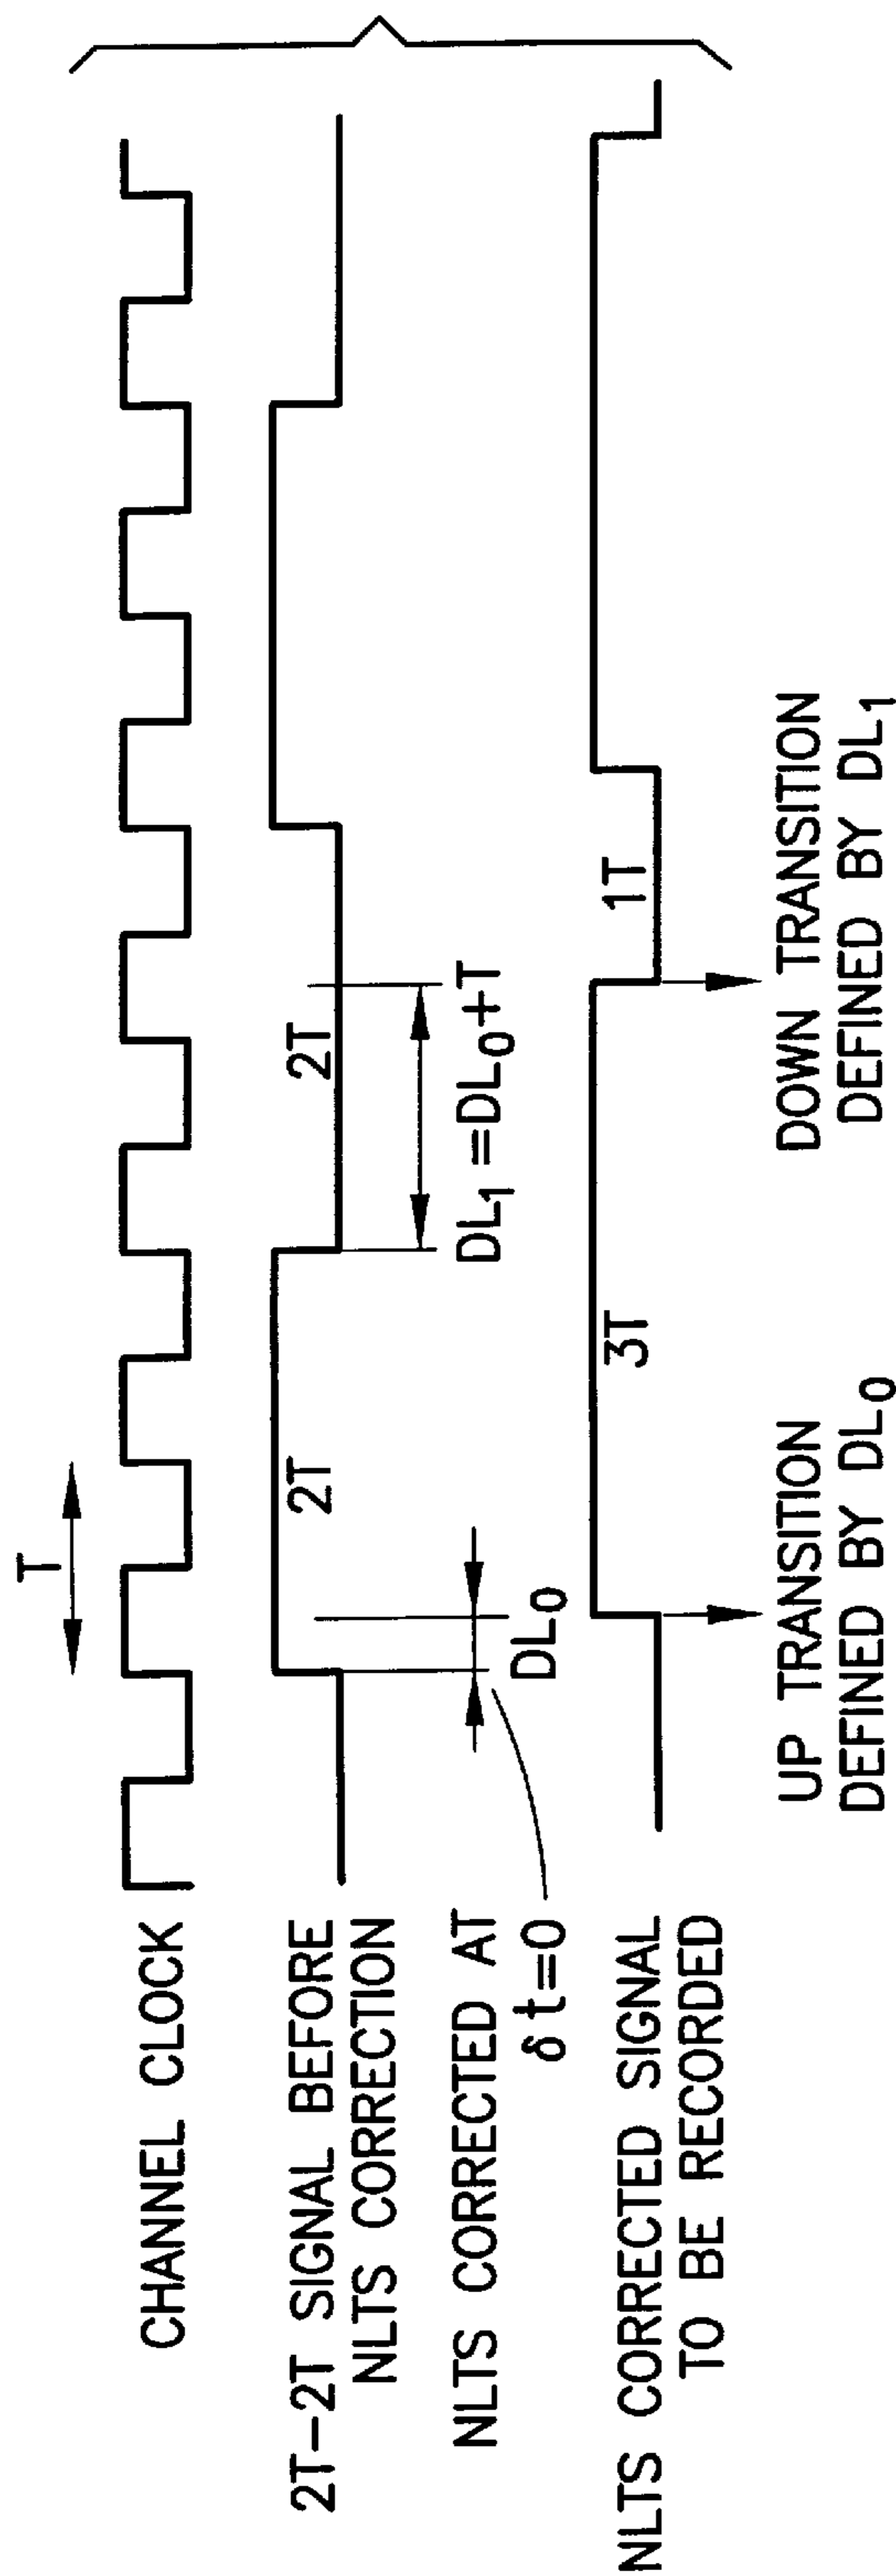 T
CHANNEL CLOCK
2T-2T SIGNAL BEFORE
NLTS CORRECTION
2T
2T
NLTS CORRECTED AT
δt=0
DL₀
DL₁=DL₀+T
NLTS CORRECTED SIGNAL
TO BE RECORDED
3T
1T
UP TRANSITION
DEFINED BY DL₀
DOWN TRANSITION
DEFINED BY DL₁